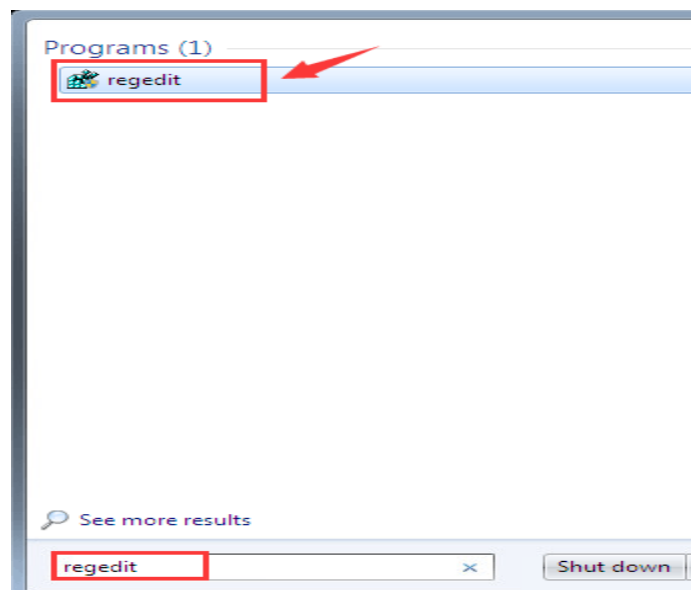 Programs (1)
regedit
See more results
regedit
Shut down